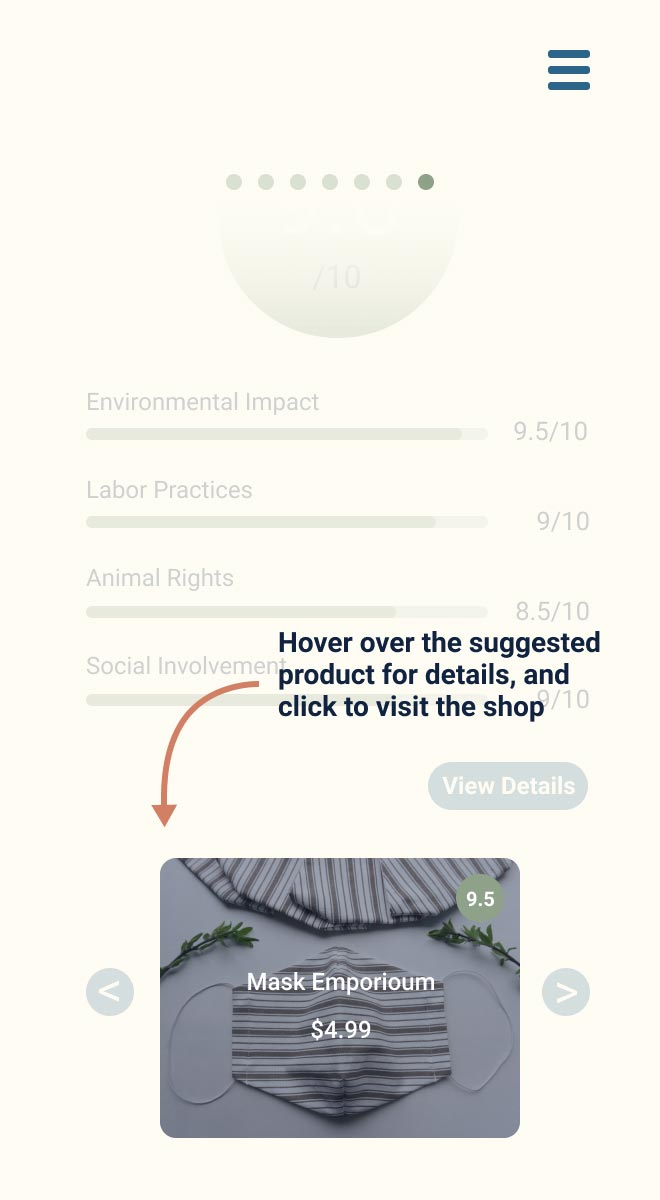 /10
Environmental Impact
9.5/10
Labor Practices
9/10
Animal Rights
8.5/10
Hover over the suggested
Social Involvement
product for details, and
9/10
click to visit the shop
View Details
9.5
<
Mask Emporioum
>
$4.99